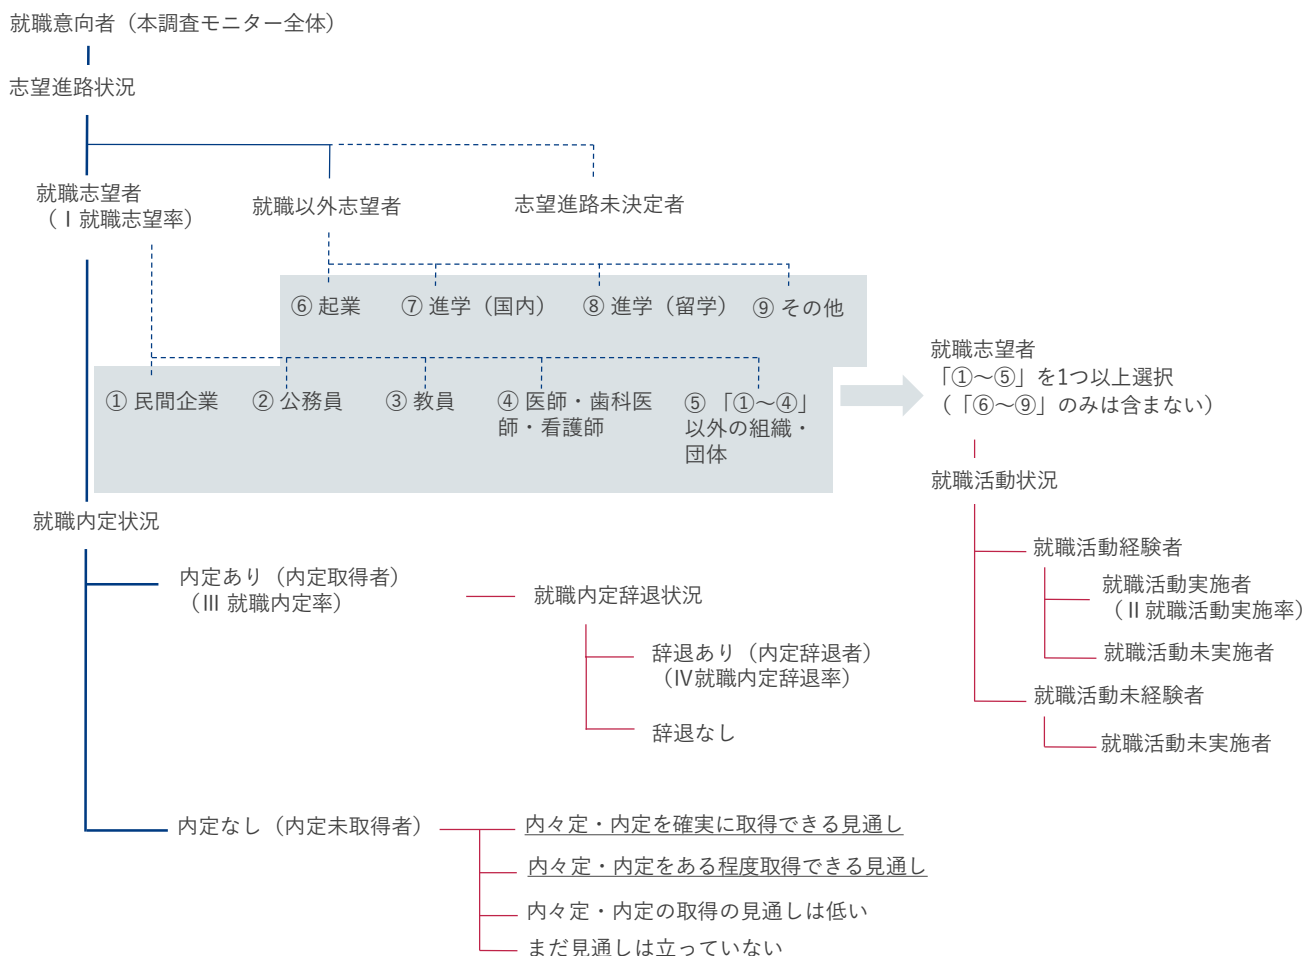 就職意向者（本調査モニター全体）
志望進路状況
就職志望者
（Ⅰ就職志望率）
就職以外志望者
志望進路未決定者
⑥ 起業
⑦ 進学（国内）
⑧ 進学（留学）
⑨ その他
① 民間企業
② 公務員
③ 教員
④ 医師・歯科医
師・看護師
⑤ 「①～④」
以外の組織・
団体
就職志望者
「①～⑤」を1つ以上選択
（「⑥～⑨」のみは含まない）
就職活動状況
就職活動経験者
就職活動実施者
（Ⅱ就職活動実施率）
就職活動未実施者
就職活動未経験者
就職活動未実施者
就職内定状況
内定あり（内定取得者）
（Ⅲ 就職内定率）
就職内定辞退状況
辞退あり（内定辞退者）
（Ⅳ就職内定辞退率）
辞退なし
内定なし（内定未取得者）
内々定・内定を確実に取得できる見通し
内々定・内定をある程度取得できる見通し
内々定・内定の取得の見通しは低い
まだ見通しは立っていない